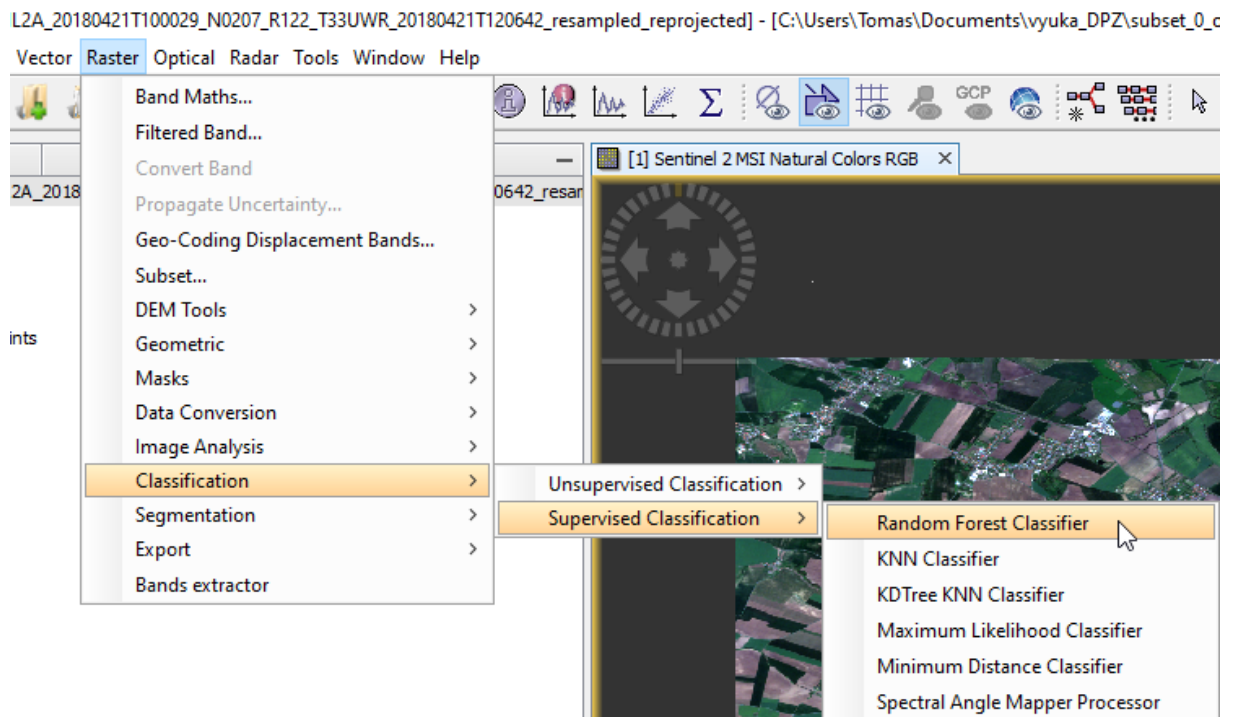 L2A_20180421T100029_N0207_R122_T33UWR_20180421T120642_resampled_reprojected] - [C:\Users\Tomas\Documents\vyuka_DPZ\subset_0_c
Vector Raster Optical Radar Tools Window Help
GCP
[1] Sentinel 2 MSI Natural Colors RGB
2A_2018
0642_resar
ints
Band Maths...
Filtered Band...
Convert Band
Propagate Uncertainty...
Geo-Coding Displacement Bands...
Subset...
DEM Tools
Geometric
Masks
Data Conversion
Image Analysis
Classification
Segmentation
Export
Bands extractor
Unsupervised Classification
Supervised Classification
Random Forest Classifier
KNN Classifier
KDTree KNN Classifier
Maximum Likelihood Classifier
Minimum Distance Classifier
Spectral Angle Mapper Processor